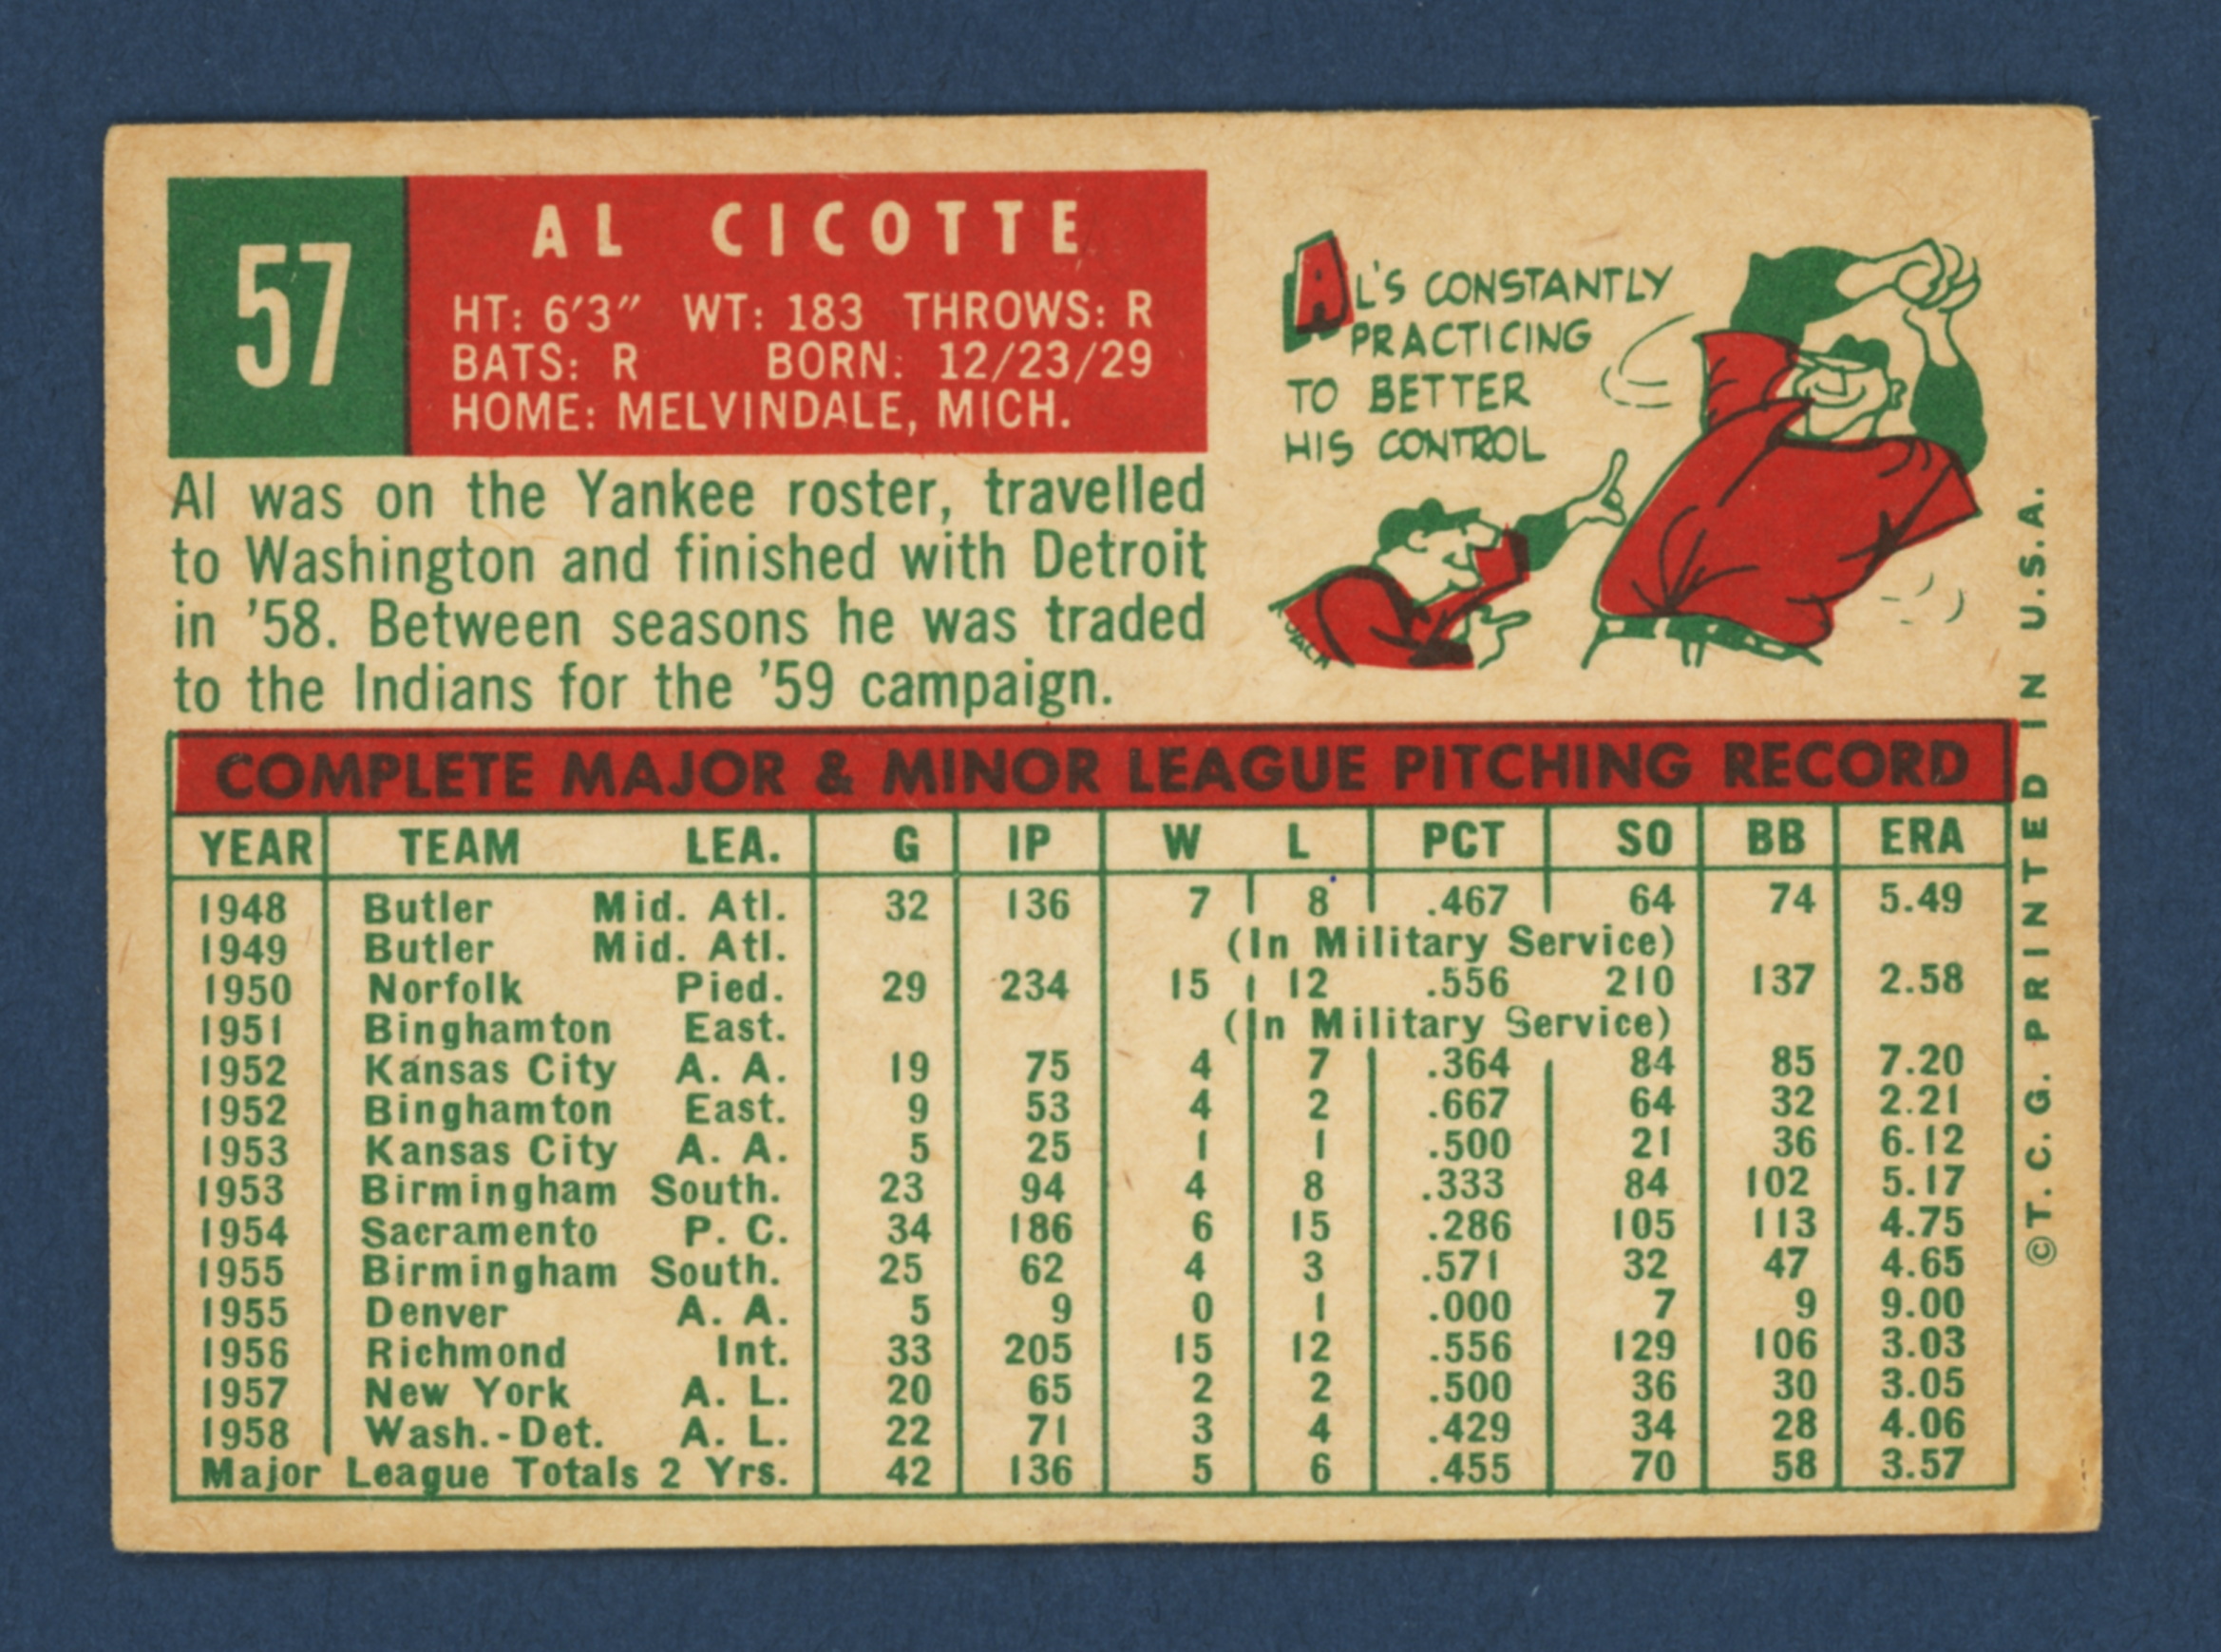 57
AL CICOTTE
HT: 6'3" WT: 183 THROWS: R
BATS: R BORN: 12/23/29
HOME: MELVINDALE, MICH.
AL'S CONSTANTLY
PRACTICING
TO BETTER
HIS CONTROL
Al was on the Yankee roster, travelled
to Washington and finished with Detroit
in '58. Between seasons he was traded
to the Indians for the '59 campaign.
COMPLETE MAJOR & MINOR LEAGUE PITCHING RECORD
YEAR TEAM LEA. G IP W L PCT SO BB ERA
1948 Butler Mid. Atl. 32 136 7 8 .467 64 74 5.49
1949 Butler Mid. Atl. (In Military Service)
1950 Norfolk Pied. 29 234 15 12 .556 210 137 2.58
1951 Binghamton East. (In Military Service)
1952 Kansas City A. A. 19 75 4 7 .364 84 85 7.20
1952 Binghamton East. 9 53 4 2 .667 64 32 2.21
1953 Kansas City A. A. 5 25 1 1 .500 21 36 6.12
1953 Birmingham South. 23 94 4 8 .333 84 102 5.17
1954 Sacramento P. C. 34 186 6 15 .286 105 113 4.75
1955 Birmingham South. 25 62 4 3 .571 32 47 4.65
1955 Denver A. A. 5 9 0 1 .000 7 9 9.00
1956 Richmond Int. 33 205 15 12 .556 129 106 3.03
1957 New York A. L. 20 65 2 2 .500 36 30 3.05
1958 Wash.-Det. A. L. 22 71 3 4 .429 34 28 4.06
Major League Totals 2 Yrs. 42 136 5 6 .455 70 58 3.57
©T. C. G. PRINTED IN U.S.A.